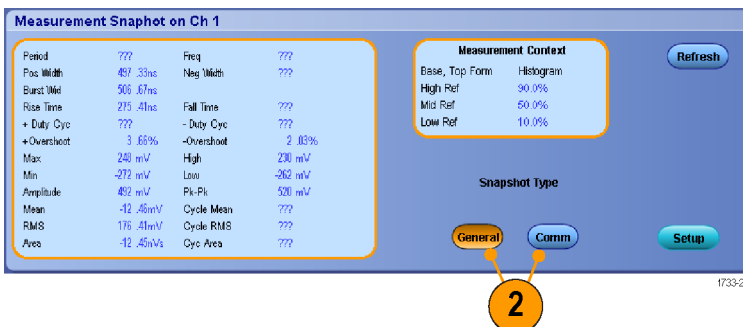 Measurement Snaphot on Ch 1
Period ??? Freq ???
Pos Width 497 .33ns Neg Width ???
Burst Wid 506 .67ns
Rise Time 275 .41ns Fall Time ???
+ Duty Cyc ??? - Duty Cyc ???
+Overshoot 3 .66% -Overshoot 2 .03%
Max 248 mV High 230 mV
Min -272 mV Low -262 mV
Amplitude 492 mV Pk-Pk 520 mV
Mean -12 .46mV Cycle Mean ???
RMS 176 .41mV Cycle RMS ???
Area -12 .45nVs Cyc Area ???
Measurement Context
Base, Top Form Histogram
High Ref 90.0%
Mid Ref 50.0%
Low Ref 10.0%
Refresh
Snapshot Type
General Comm
Setup
1733-2
2